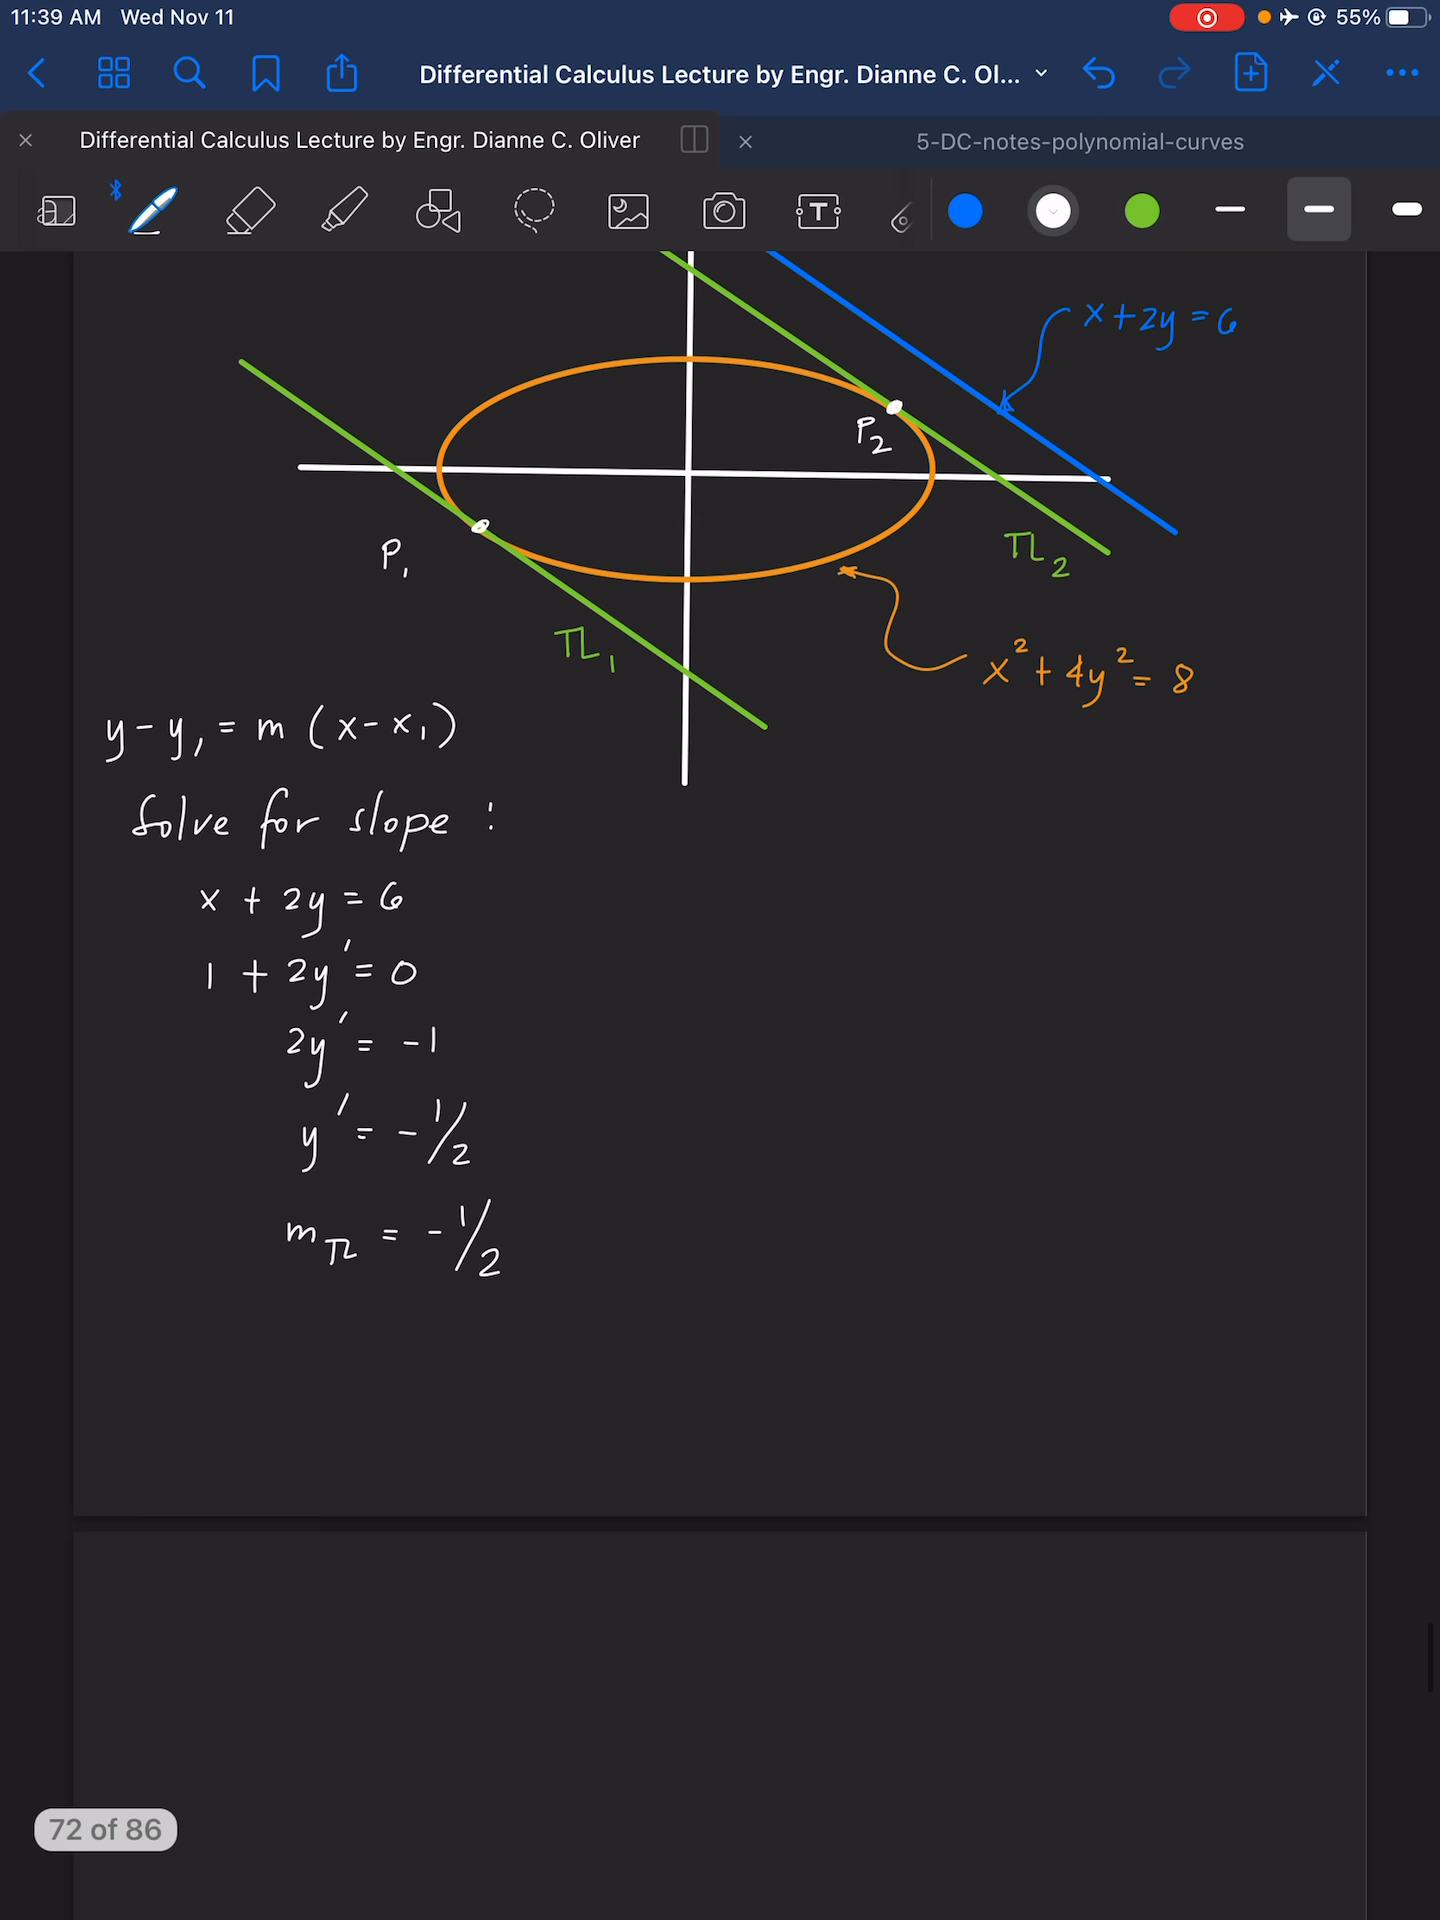 11:39 AM Wed Nov 11
55%
Differential Calculus Lecture by Engr. Dianne C. Ol...
Differential Calculus Lecture by Engr. Dianne C. Oliver
5-DC-notes-polynomial-curves
T
x + 2y = 6
P₂
P₁
TL₂
TL₁
x² + 4y² = 8
y - y₁ = m (x - x₁)
Solve for slope :
x + 2y = 6
1 + 2y' = 0
2y' = -1
y' = -1/2
m_TL = -1/2
72 of 86